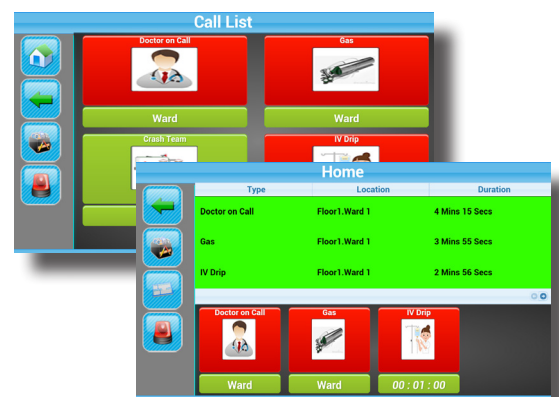 Call List
Doctor on Call
Gas
Ward
Ward
Crash Team
IV Drip
Home
Type Location Duration
Doctor on Call Floor1.Ward 1 4 Mins 15 Secs
Gas Floor1.Ward 1 3 Mins 55 Secs
IV Drip Floor1.Ward 1 2 Mins 56 Secs
Doctor on Call
Gas
IV Drip
Ward
Ward
00 : 01 : 00